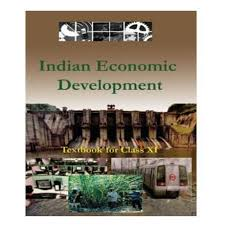 Indian Economic
Development
Textbook for Class XI